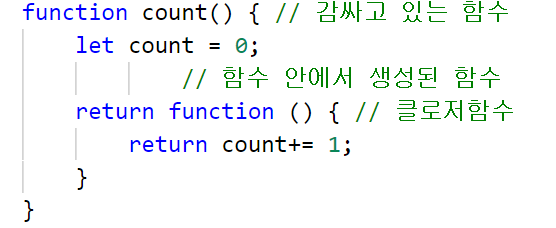 function count() { // 감싸고 있는 함수
    let count = 0;
            // 함수 안에서 생성된 함수
    return function () { // 클로저함수
        return count+= 1;
    }
}